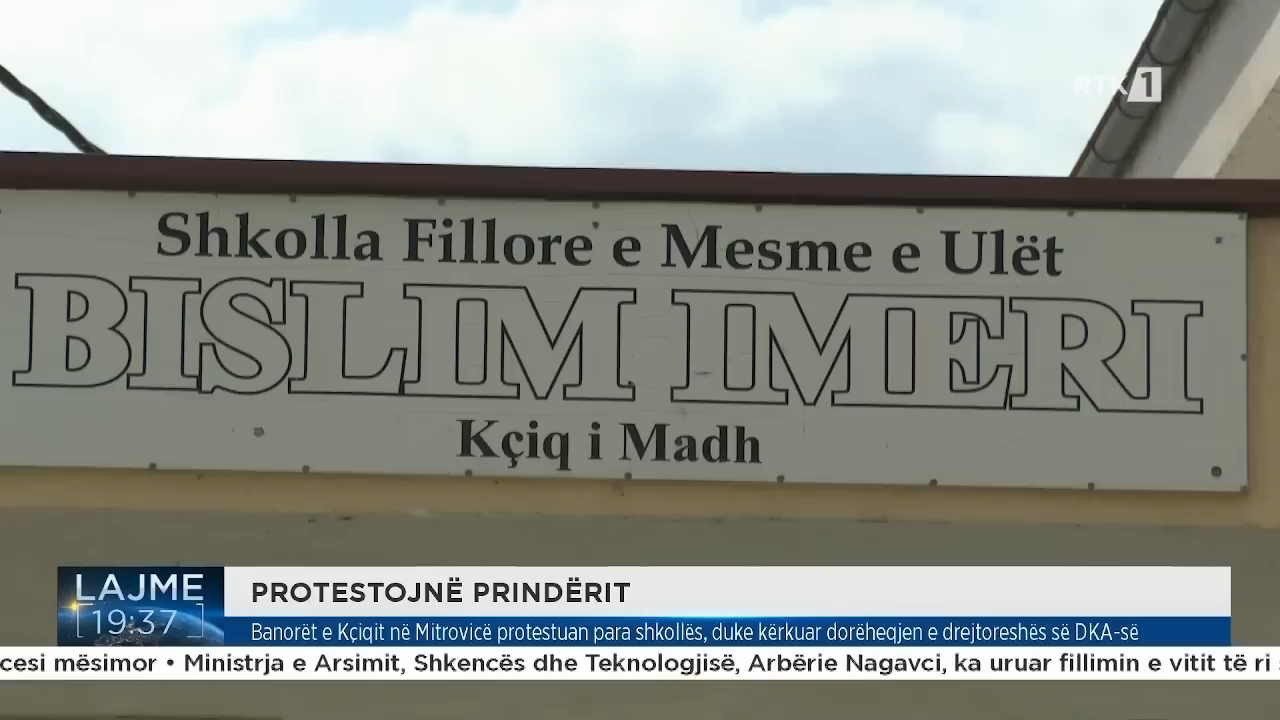 RTK 1
Shkolla Fillore e Mesme e Ulët
BISLIM IMERI
Kçiq i Madh
LAJME
19:37
PROTESTOJNË PRINDËRIT
Banorët e Kçiqit në Mitrovicë protestuan para shkollës, duke kërkuar dorëheqjen e drejtoreshës së DKA-së
cesi mësimor • Ministrja e Arsimit, Shkencës dhe Teknologjisë, Arbërie Nagavci, ka uruar fillimin e vitit të ri